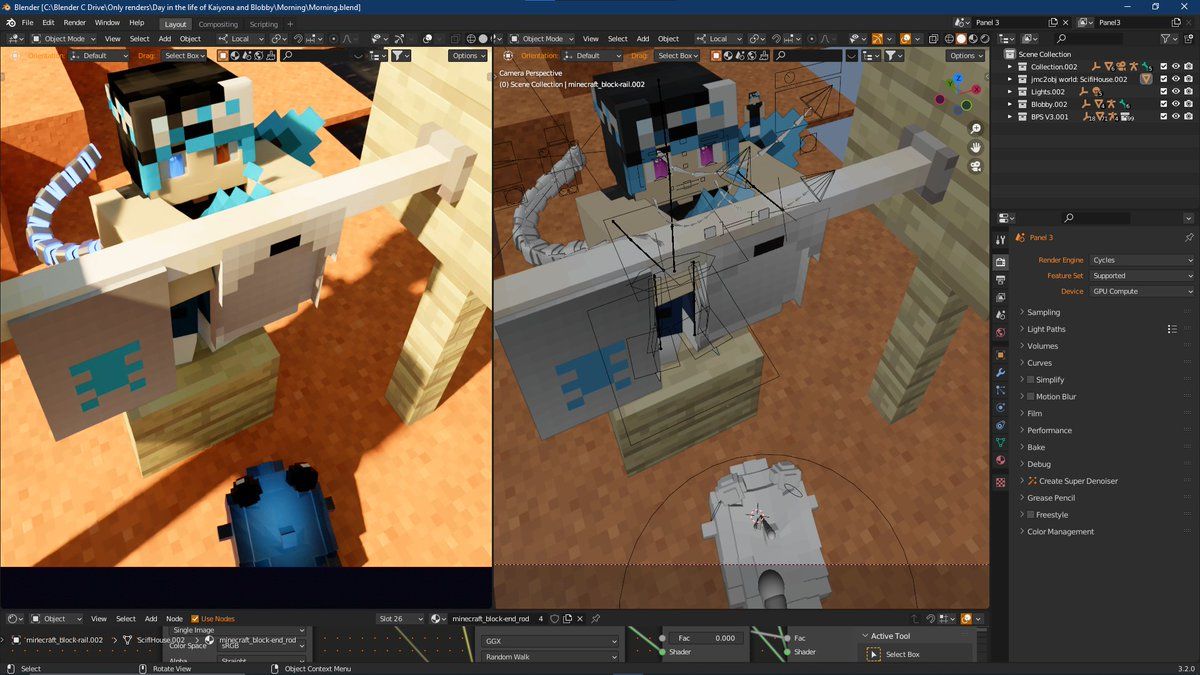 Blender [C:\Blender C Drive\Only renders\Day in the life of Kaiyona and Blobby\Morning\Morning.blend]
File Edit Render Window Help Layout Compositing Scripting + Panel 3 Panel3
Object Mode View Select Add Object Local Object Mode View Select Add Object Local
Orientation: Default Drag: Select Box Options Orientation: Default Drag: Select Box Options
Camera Perspective
(0) Scene Collection | minecraft_block-rail.002
X
Y
Z
Scene Collection
Collection.002
jmc2obj world: ScifiHouse.002
Lights.002
Blobby.002
BPS V3.001
Panel 3
Render Engine Cycles
Feature Set Supported
Device GPU Compute
Sampling
Light Paths
Volumes
Curves
Simplify
Motion Blur
Film
Performance
Bake
Debug
Create Super Denoiser
Grease Pencil
Freestyle
Color Management
Object View Select Add Node Use Nodes Slot 26 minecraft_block-end_rod 4
minecraft_block-rail.002 ScifiHouse.002 minecraft_block-end_rod
Single Image
Color Space sRGB
Alpha Straight
GGX
Random Walk
Fac 0.000
Shader
Fac
Shader
Active Tool
Select Box
Select Rotate View Object Context Menu 3.2.0